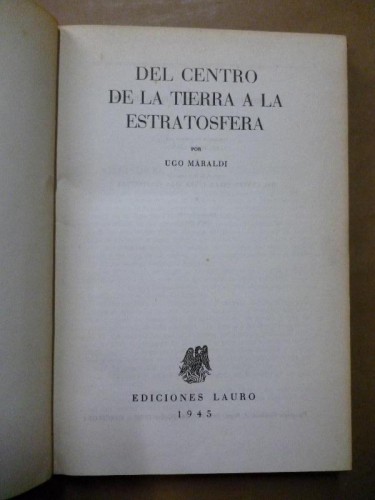 DEL CENTRO
DE LA TIERRA A LA
ESTRATOSFERA
POR
UGO MARALDI
EDICIONES LAURO
1945